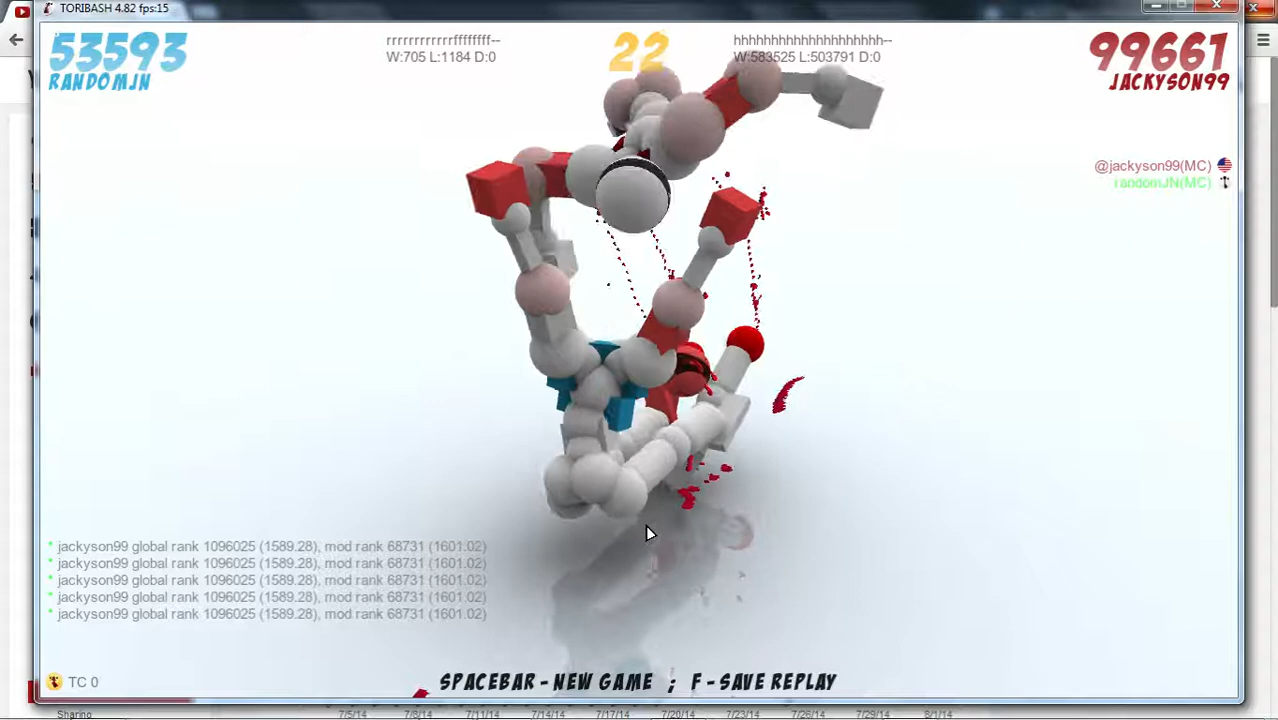 TORIBASH 4.82 fps:15
53593
RANDOMJN
rrrrrrrrrrrrffffffff--
W:705 L:1184 D:0
22
hhhhhhhhhhhhhhhhhhhh--
W:583525 L:503791 D:0
99661
JACKYSON99
@jackyson99(MC)
randomJN(MC)
* jackyson99 global rank 1096025 (1589.28), mod rank 68731 (1601.02)
* jackyson99 global rank 1096025 (1589.28), mod rank 68731 (1601.02)
* jackyson99 global rank 1096025 (1589.28), mod rank 68731 (1601.02)
* jackyson99 global rank 1096025 (1589.28), mod rank 68731 (1601.02)
* jackyson99 global rank 1096025 (1589.28), mod rank 68731 (1601.02)
TC 0
SPACEBAR - NEW GAME ; F - SAVE REPLAY
Sharing 7/5/14 7/8/14 7/11/14 7/14/14 7/17/14 7/20/14 7/23/14 7/26/14 7/29/14 8/1/14